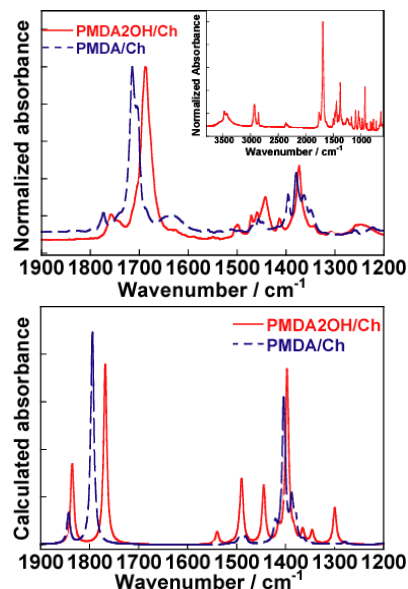 PMDA2OH/Ch
PMDA/Ch
Normalized absorbance
Normalized Absorbance
3500 3000 2500 2000 1500 1000
Wavenumber / cm-1
1900 1800 1700 1600 1500 1400 1300 1200
Wavenumber / cm-1
PMDA2OH/Ch
PMDA/Ch
Calculated absorbance
1900 1800 1700 1600 1500 1400 1300 1200
Wavenumber / cm-1